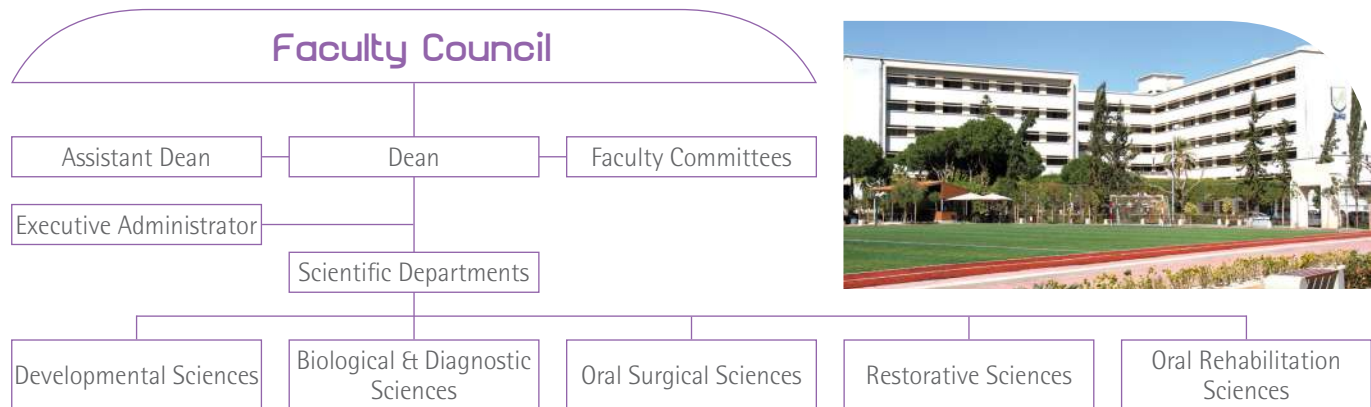 Faculty Council
Assistant Dean
Dean
Faculty Committees
Executive Administrator
Scientific Departments
Developmental Sciences
Biological & Diagnostic
Sciences
Oral Surgical Sciences
Restorative Sciences
Oral Rehabilitation
Sciences